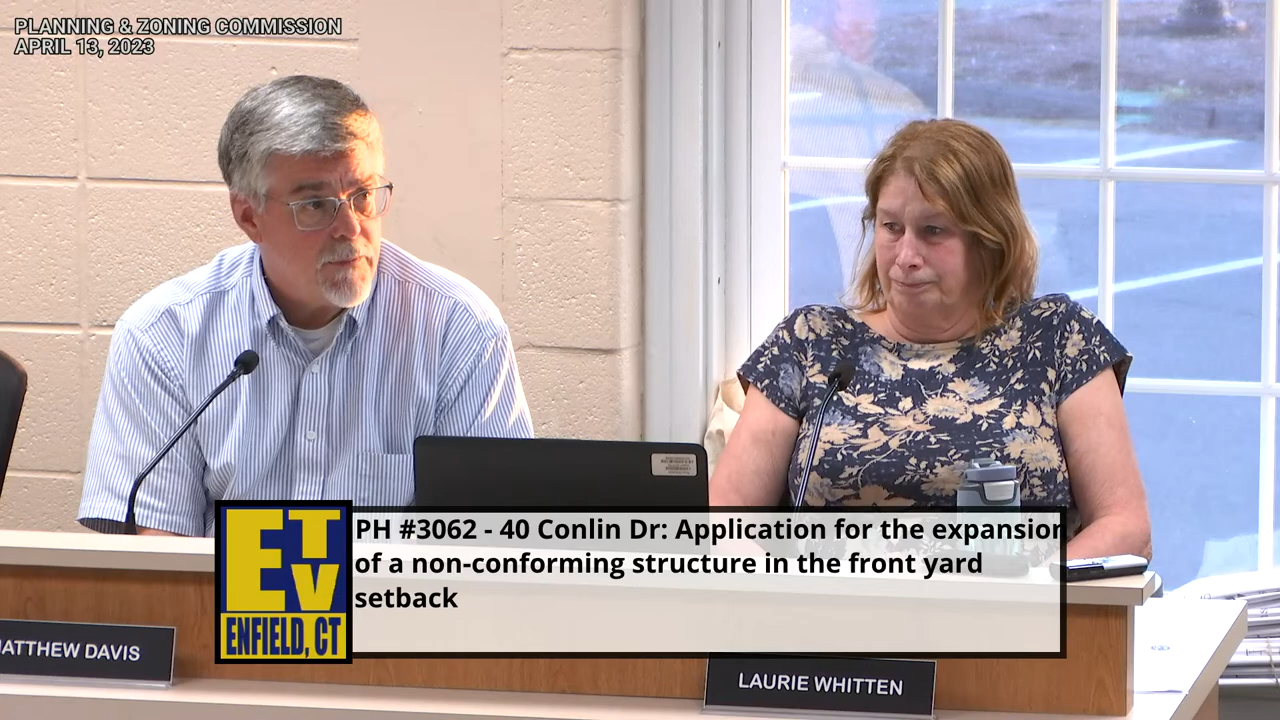 PLANNING & ZONING COMMISSION
APRIL 13, 2023
ETV
ENFIELD, CT
PH #3062 - 40 Conlin Dr: Application for the expansion
of a non-conforming structure in the front yard
setback
MATTHEW DAVIS
LAURIE WHITTEN